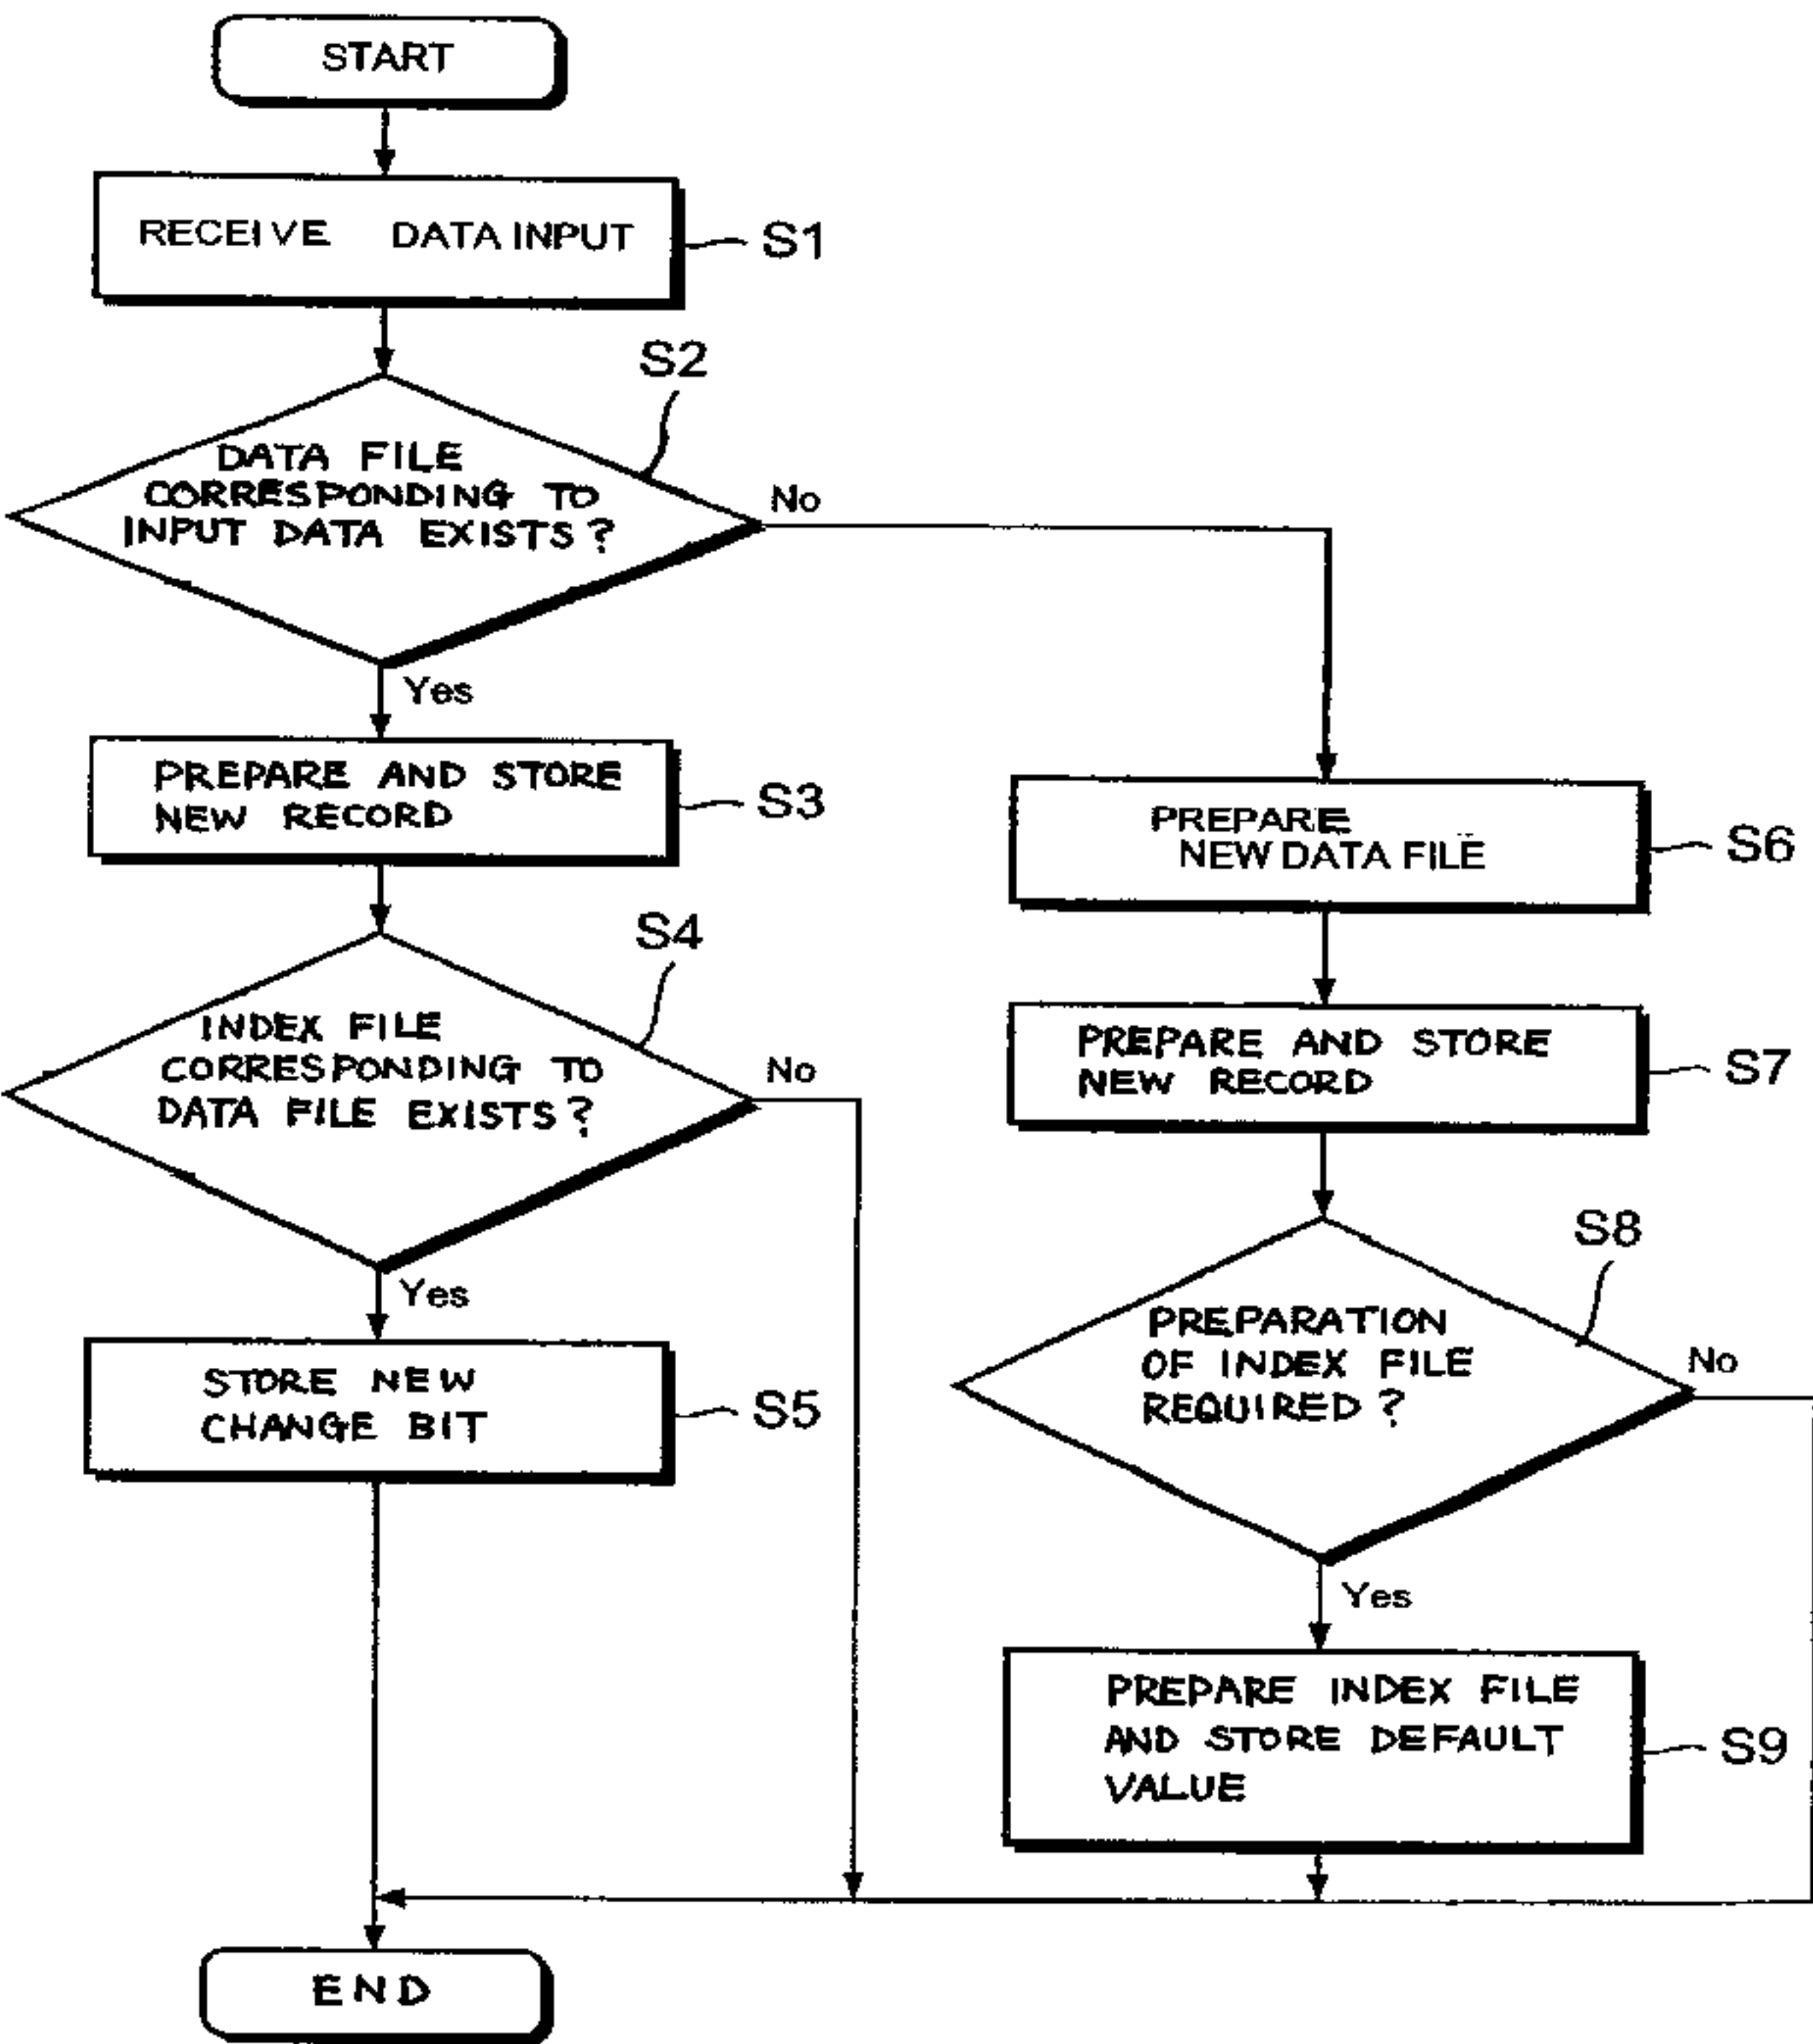 START
RECEIVE DATA INPUT
S1
S2
DATA FILE
CORRESPONDING TO
INPUT DATA EXISTS?
No
Yes
PREPARE AND STORE
NEW RECORD
S3
S4
INDEX FILE
CORRESPONDING TO
DATA FILE EXISTS?
No
Yes
STORE NEW
CHANGE BIT
S5
PREPARE
NEW DATA FILE
S6
PREPARE AND STORE
NEW RECORD
S7
S8
PREPARATION
OF INDEX FILE
REQUIRED?
No
Yes
PREPARE INDEX FILE
AND STORE DEFAULT
VALUE
S9
END